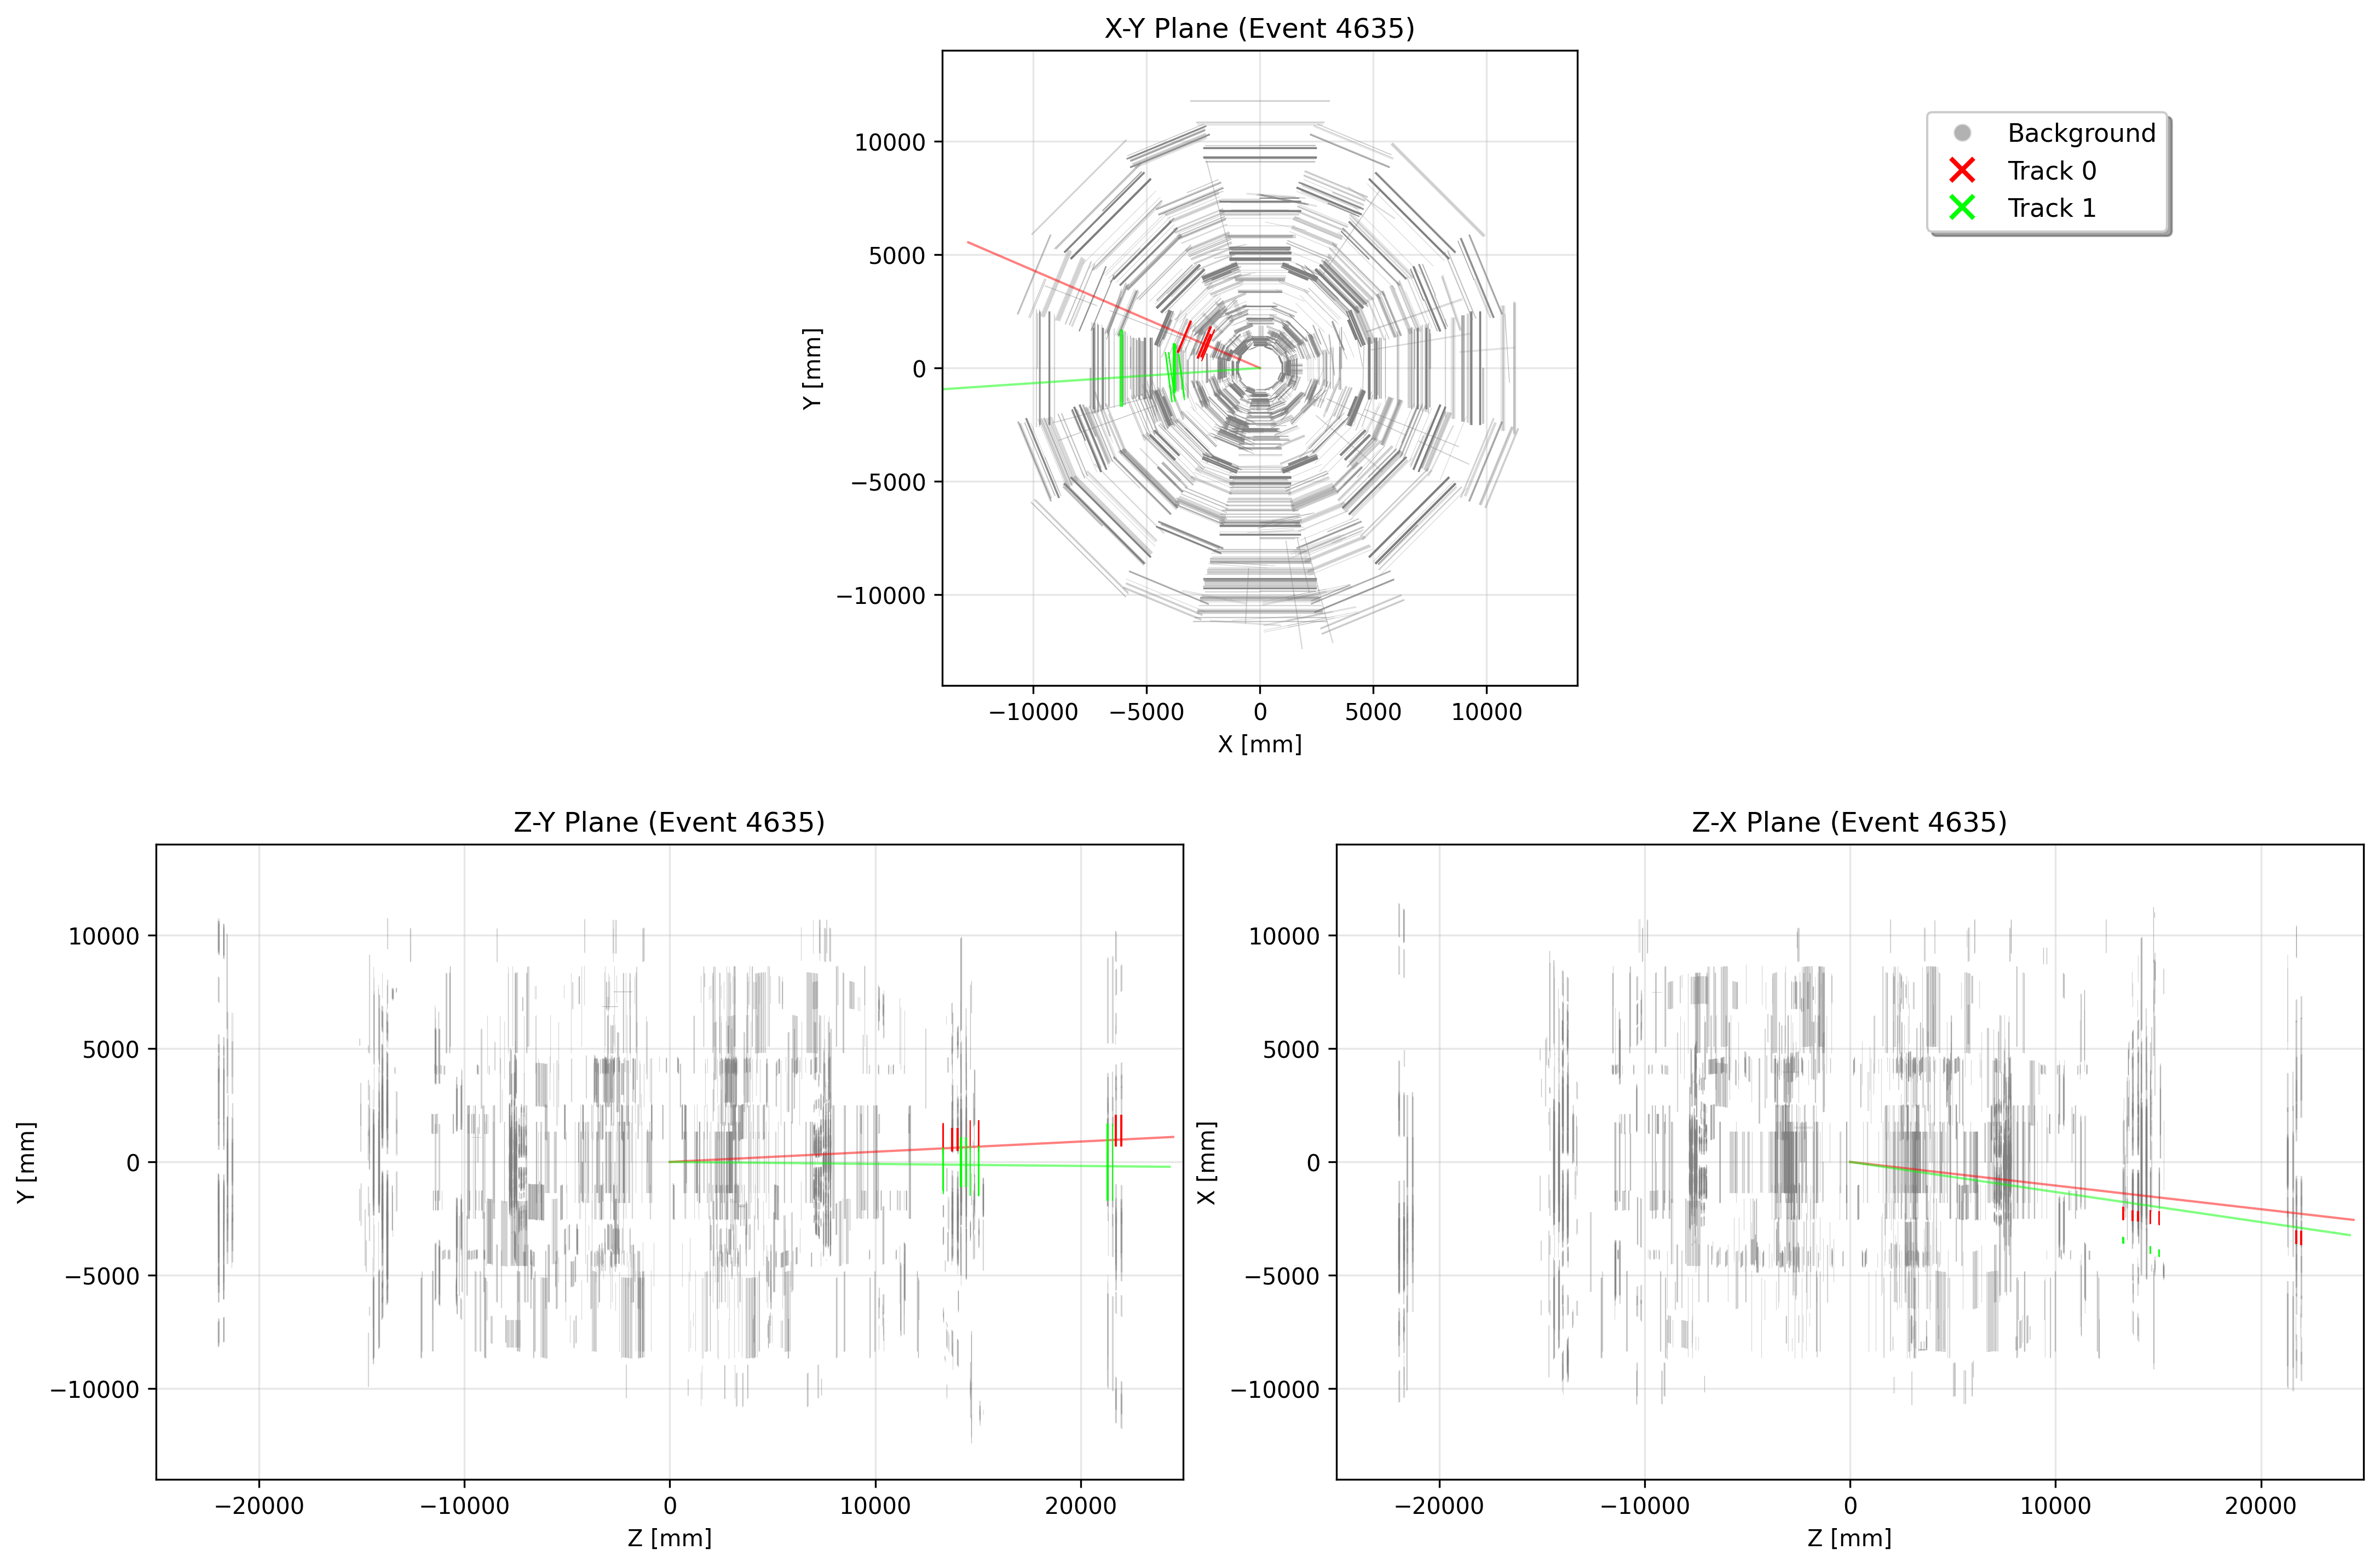 X-Y Plane (Event 4635)
Background
Track 0
Track 1
10000
5000
0
−5000
−10000
Y [mm]
−10000 −5000 0 5000 10000
X [mm]
Z-Y Plane (Event 4635)
10000
5000
0
−5000
−10000
Y [mm]
−20000 −10000 0 10000 20000
Z [mm]
Z-X Plane (Event 4635)
10000
5000
0
−5000
−10000
X [mm]
−20000 −10000 0 10000 20000
Z [mm]